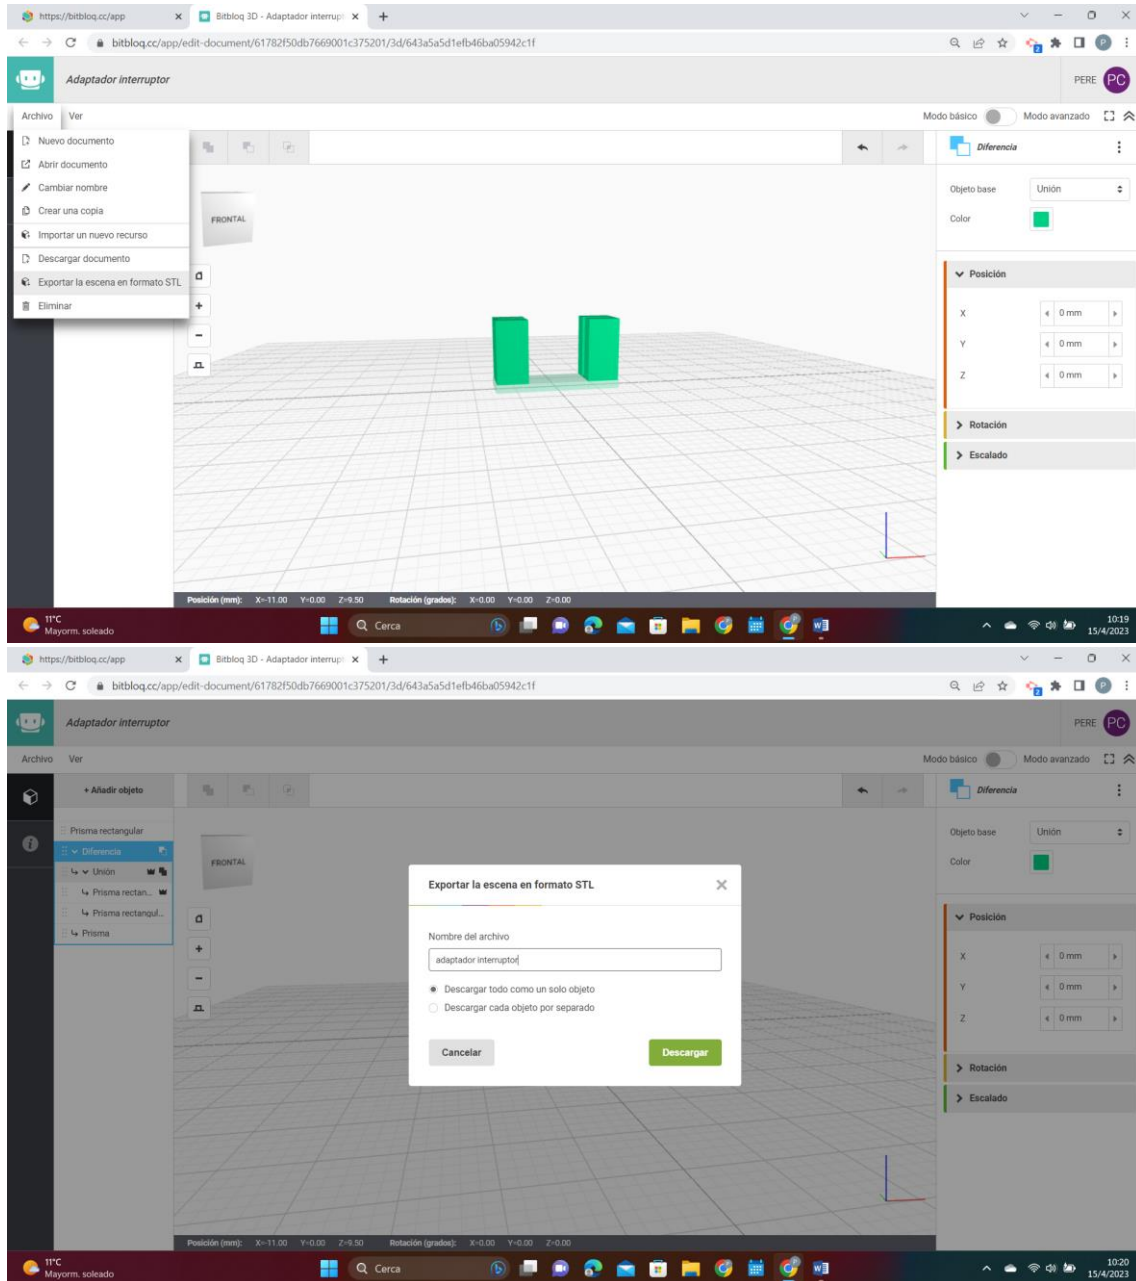 https://bitbloq.cc/app
Bitbloq 3D - Adaptador interrup
bitbloq.cc/app/edit-document/61782f50db7669001c375201/3d/643a5a5d1efb46ba05942c1f
2
P
Adaptador interruptor
PERE PC
Archivo Ver
Modo básico Modo avanzado
Nuevo documento
Abrir documento
Cambiar nombre
Crear una copia
Importar un nuevo recurso
Descargar documento
Exportar la escena en formato STL
Eliminar
FRONTAL
Diferencia
Objeto base Unión
Color
Posición
X 0 mm
Y 0 mm
Z 0 mm
Rotación
Escalado
Posición (mm): X=-11.00 Y=0.00 Z=9.50 Rotación (grados): X=0.00 Y=0.00 Z=0.00
11°C
Mayorm. soleado
Cerca
10:19
15/4/2023
https://bitbloq.cc/app
Bitbloq 3D - Adaptador interrup
bitbloq.cc/app/edit-document/61782f50db7669001c375201/3d/643a5a5d1efb46ba05942c1f
2
P
Adaptador interruptor
PERE PC
Archivo Ver
Modo básico Modo avanzado
+ Añadir objeto
Prisma rectangular
Diferencia
Unión
Prisma rectan...
Prisma rectangul...
Prisma
FRONTAL
Exportar la escena en formato STL
Nombre del archivo
adaptador interruptor
Descargar todo como un solo objeto
Descargar cada objeto por separado
Cancelar Descargar
Diferencia
Objeto base Unión
Color
Posición
X 0 mm
Y 0 mm
Z 0 mm
Rotación
Escalado
Posición (mm): X=-11.00 Y=0.00 Z=9.50 Rotación (grados): X=0.00 Y=0.00 Z=0.00
11°C
Mayorm. soleado
Cerca
10:20
15/4/2023